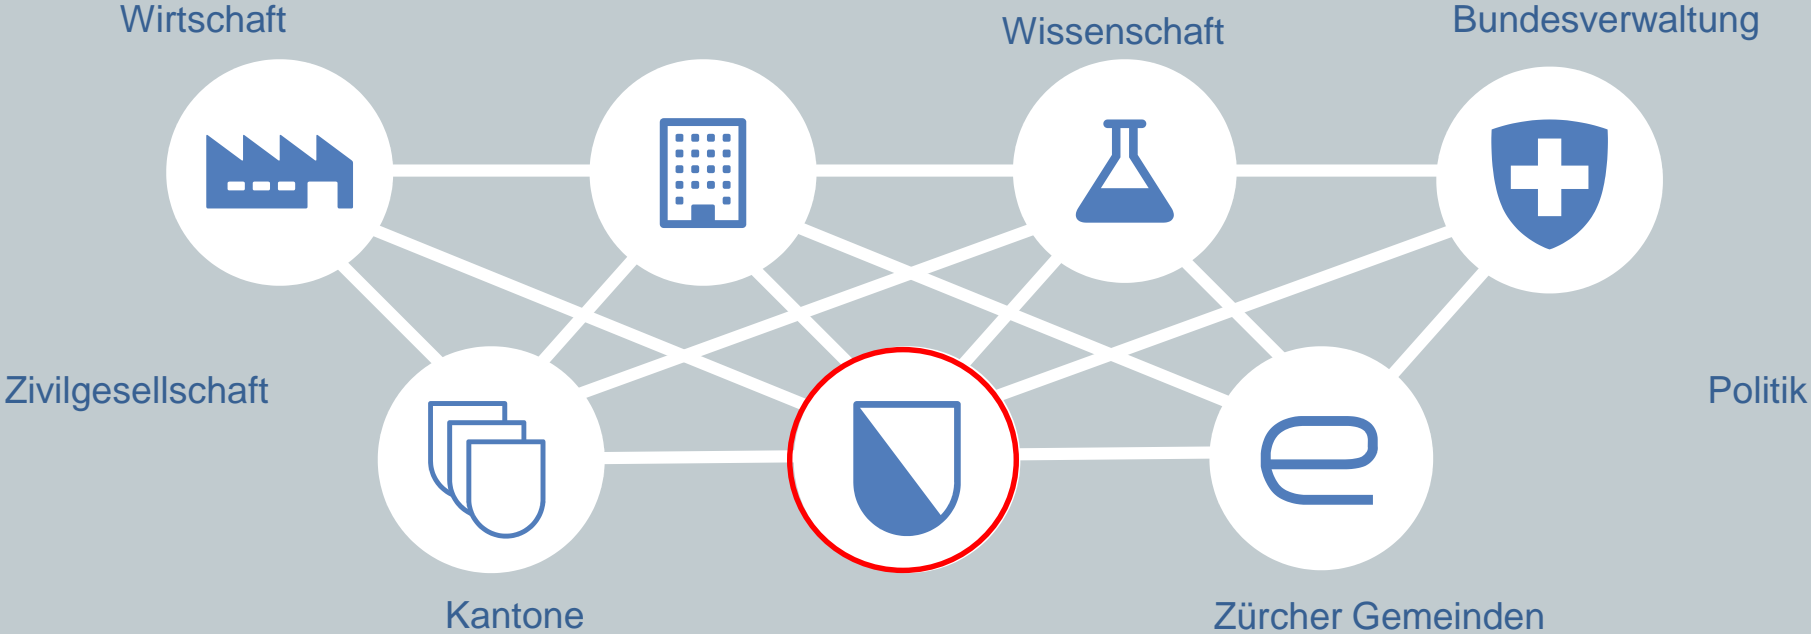 Wirtschaft
Wissenschaft
Bundesverwaltung
Zivilgesellschaft
Politik
Kantone
Zürcher Gemeinden